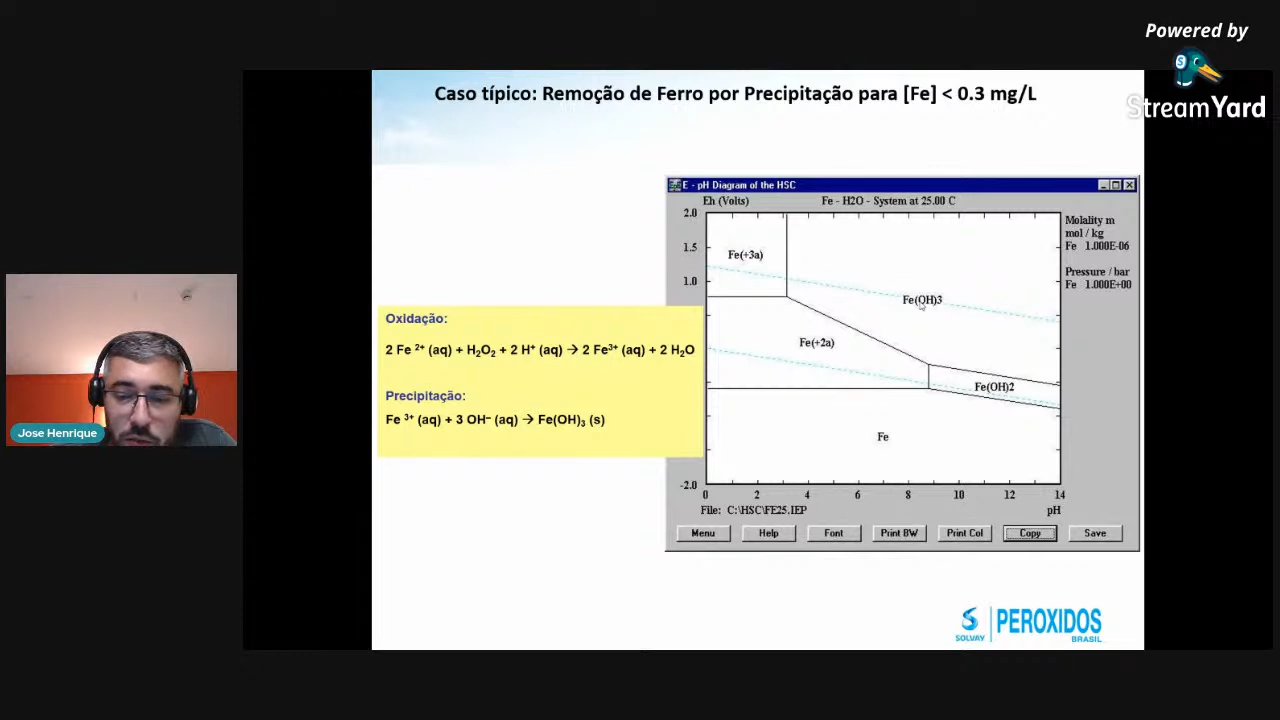 Powered by
StreamYard
Caso típico: Remoção de Ferro por Precipitação para [Fe] < 0.3 mg/L
E - pH Diagram of the HSC
Eh (Volts)
Fe - H2O - System at 25.00 C
2.0
1.5
1.0
-2.0
Fe(+3a)
Fe(OH)3
Fe(+2a)
Fe(OH)2
Fe
0 2 4 6 8 10 12 14
File: C:\HSC\FE25.IEP
pH
Molality m
mol / kg
Fe 1.000E-06
Pressure / bar
Fe 1.000E+00
Menu Help Font Print BW Print Col Copy Save
Oxidação:
2 Fe ²⁺ (aq) + H₂O₂ + 2 H⁺ (aq) → 2 Fe³⁺ (aq) + 2 H₂O
Precipitação:
Fe ³⁺ (aq) + 3 OH⁻ (aq) → Fe(OH)₃ (s)
Jose Henrique
SOLVAY
PEROXIDOS
BRASIL